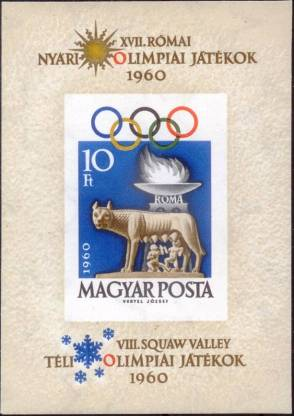 XVII. RÓMAI
NYARI OLIMPIAI JÁTÉKOK
1960
10
Ft
ROMA
1960
MAGYAR POSTA
VERTEL JÓZSEF
VIII. SQUAW VALLEY
TÉLI OLIMPIAI JÁTÉKOK
1960